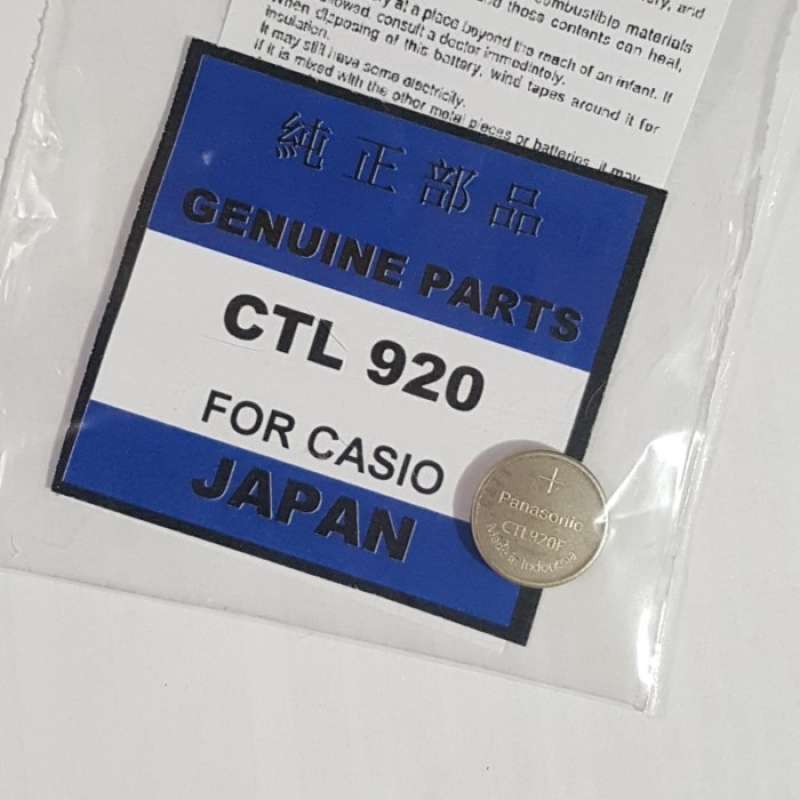 combustible materials
and those contents can heal,
at a place beyond the reach of an infant. If
consult a doctor immediately.
When disposing of this battery, wind tapes around it for
insulation.
It may still have some electricity.
If it is mixed with the other metal pieces or batteries, it may
純正部品
GENUINE PARTS
CTL 920
FOR CASIO
JAPAN
+
Panasonic
CTL920F
Made in Indonesia